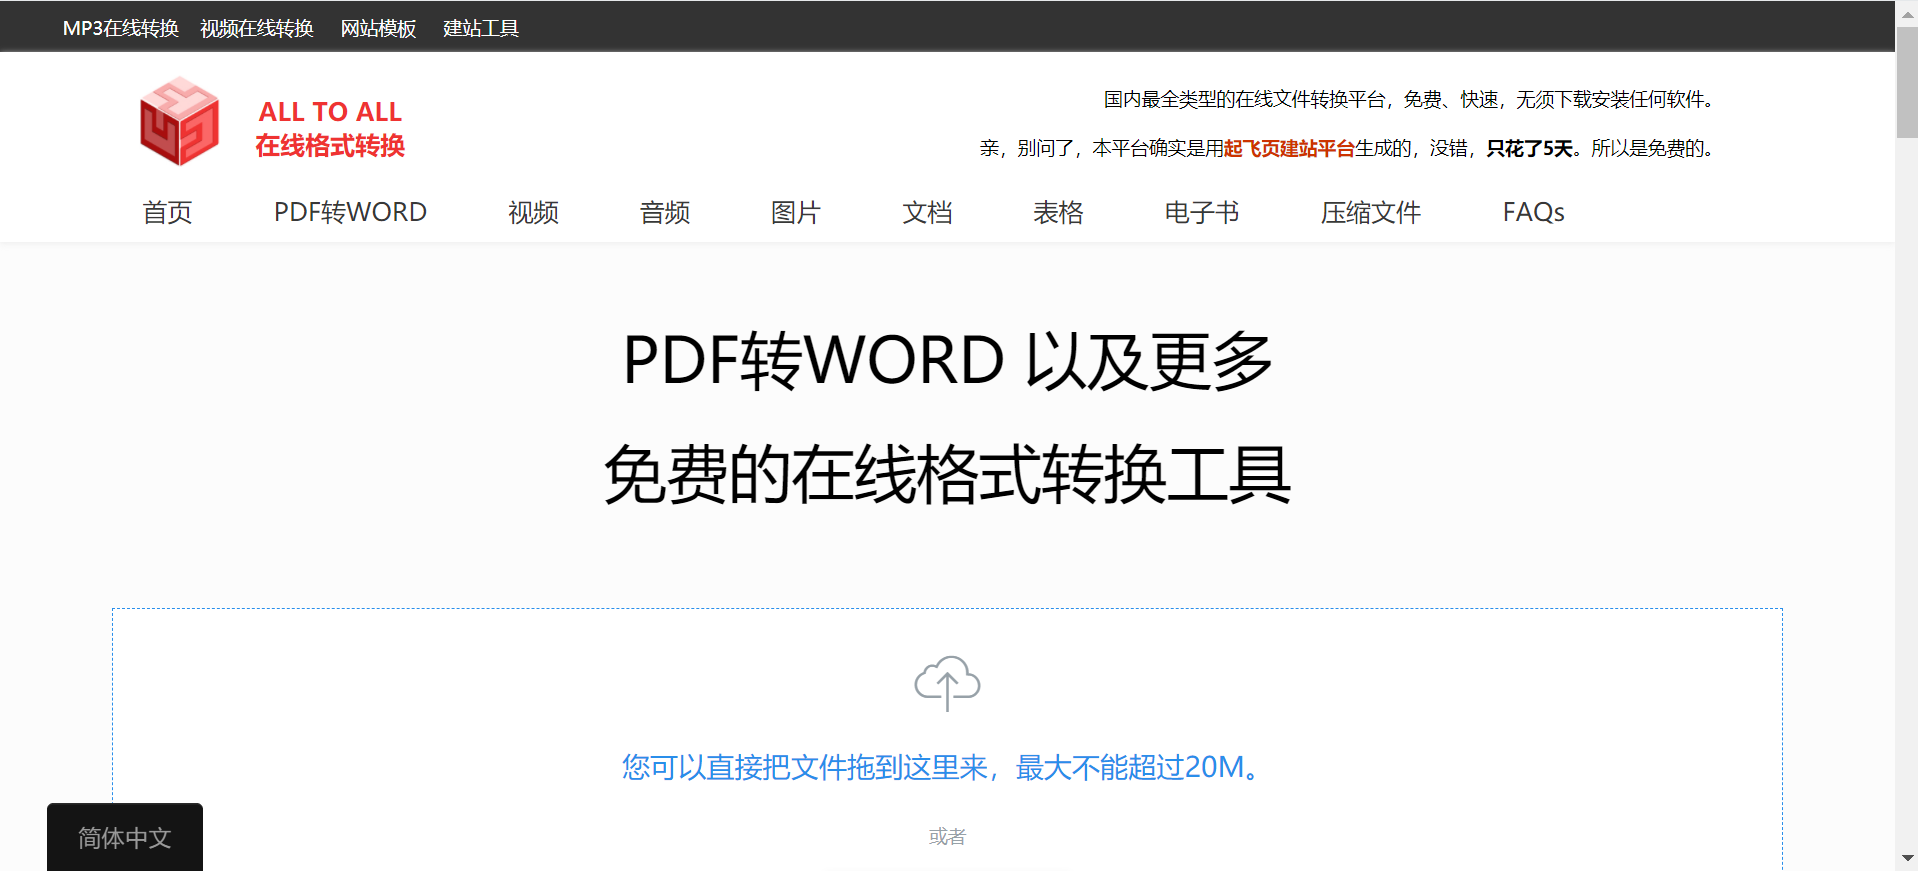 MP3在线转换 视频在线转换 网站模板 建站工具
ALL TO ALL
在线格式转换
国内最全类型的在线文件转换平台，免费、快速，无须下载安装任何软件。
亲，别问了，本平台确实是用起飞页建站平台生成的，没错，只花了5天。所以是免费的。
首页 PDF转WORD 视频 音频 图片 文档 表格 电子书 压缩文件 FAQs
PDF转WORD 以及更多
免费的在线格式转换工具
您可以直接把文件拖到这里来，最大不能超过20M。
或者
简体中文